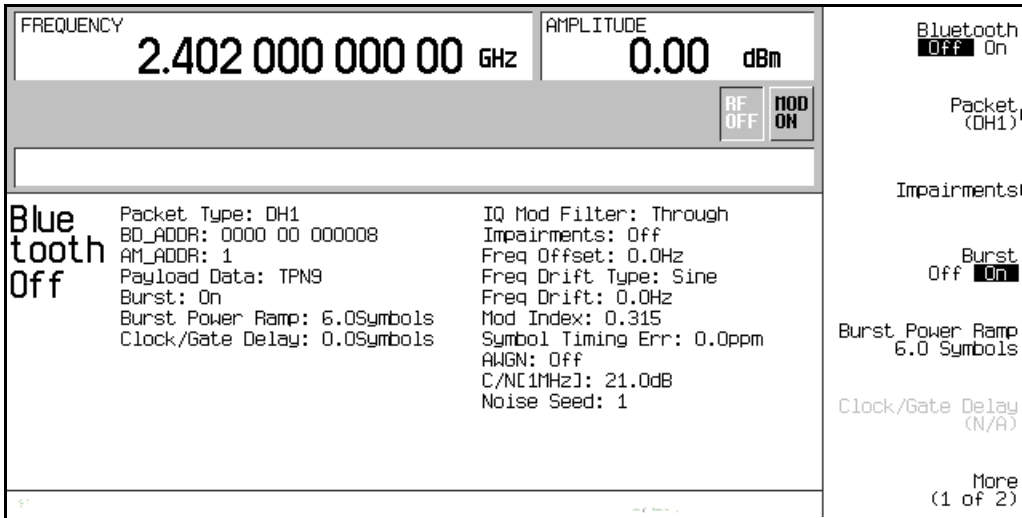 FREQUENCY
2.402 000 000 00 GHz
AMPLITUDE
0.00 dBm
RF OFF
MOD ON
Blue
tooth
Off
Packet Type: DH1
BD_ADDR: 0000 00 000008
AM_ADDR: 1
Payload Data: TPN9
Burst: On
Burst Power Ramp: 6.0Symbols
Clock/Gate Delay: 0.0Symbols
IQ Mod Filter: Through
Impairments: Off
Freq Offset: 0.0Hz
Freq Drift Type: Sine
Freq Drift: 0.0Hz
Mod Index: 0.315
Symbol Timing Err: 0.0ppm
AWGN: Off
C/N[1MHz]: 21.0dB
Noise Seed: 1
Bluetooth
Off On
Packet
(DH1)
Impairments
Burst
Off On
Burst Power Ramp
6.0 Symbols
Clock/Gate Delay
(N/A)
More
(1 of 2)